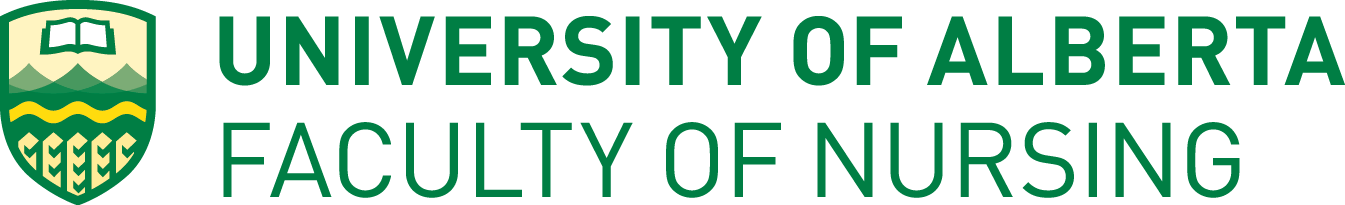 UNIVERSITY OF ALBERTA
FACULTY OF NURSING